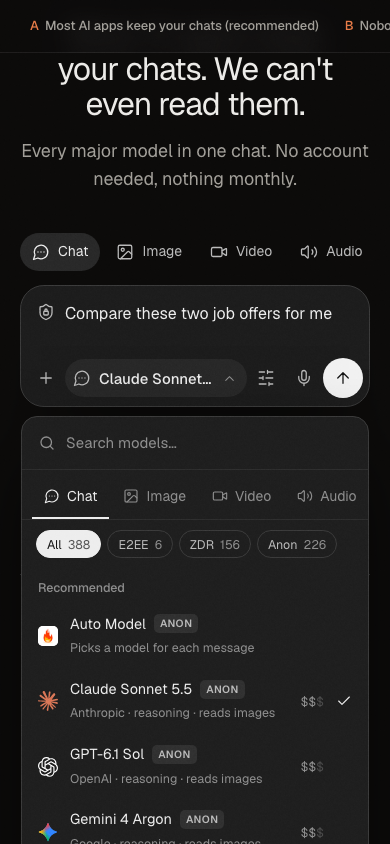 A Most AI apps keep your chats (recommended) B Nobo
your chats. We can't
even read them.
Every major model in one chat. No account
needed, nothing monthly.
Chat Image Video Audio
Compare these two job offers for me
Claude Sonnet...
Search models...
Chat Image Video Audio
All 388 E2EE 6 ZDR 156 Anon 226
Recommended
Auto Model ANON
Picks a model for each message
Claude Sonnet 5.5 ANON
Anthropic · reasoning · reads images $$$
GPT-6.1 Sol ANON
OpenAI · reasoning · reads images $$$
Gemini 4 Argon ANON
Google · reasoning · reads images $$$